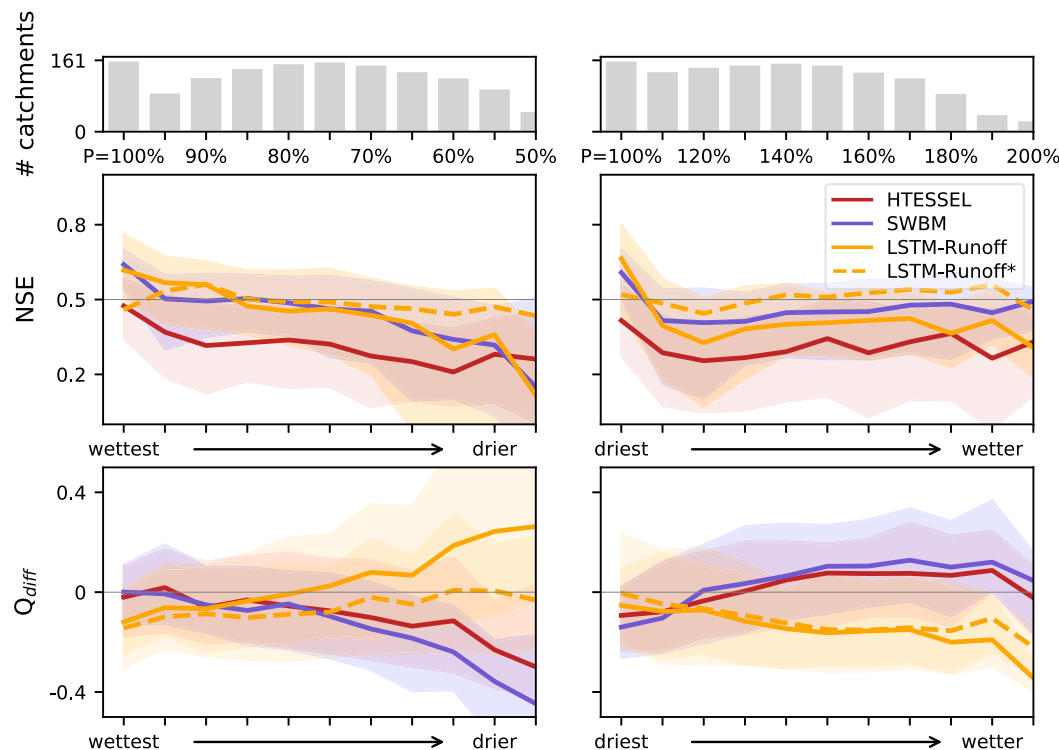 # catchments
161
0
P=100% 90% 80% 70% 60% 50%
P=100% 120% 140% 160% 180% 200%
NSE
0.8
0.5
0.2
HTESSEL
SWBM
LSTM-Runoff
LSTM-Runoff*
wettest drier
driest wetter
Qdiff
0.4
0
-0.4
wettest drier
driest wetter